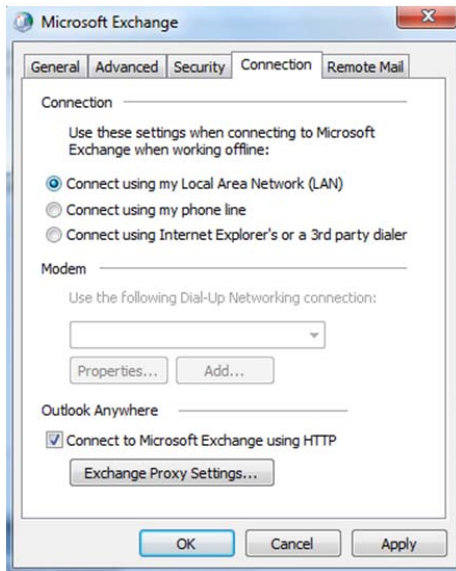 Microsoft Exchange
General
Advanced
Security
Connection
Remote Mail
Connection
Use these settings when connecting to Microsoft
Exchange when working offline:
Connect using my Local Area Network (LAN)
Connect using my phone line
Connect using Internet Explorer's or a 3rd party dialer
Modem
Use the following Dial-Up Networking connection:
Properties...
Add...
Outlook Anywhere
Connect to Microsoft Exchange using HTTP
Exchange Proxy Settings...
OK
Cancel
Apply